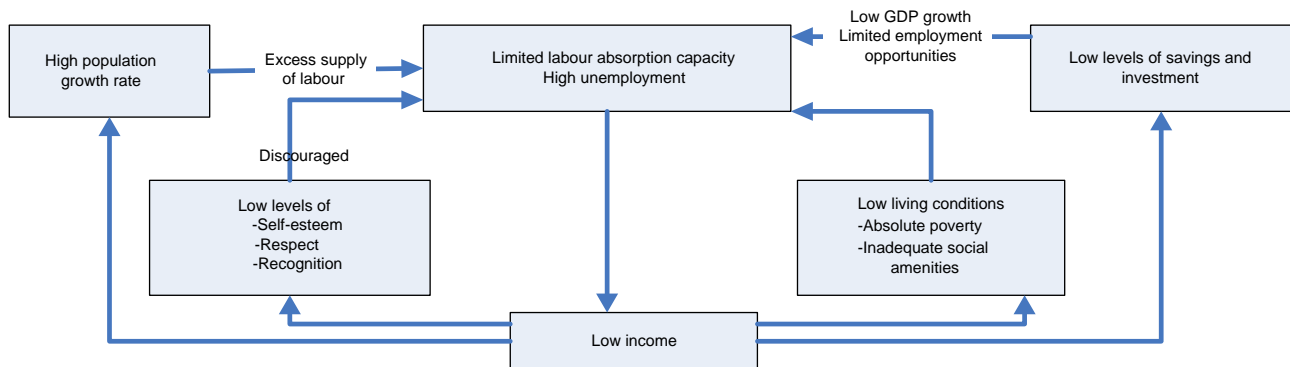 High population
growth rate
Excess supply
of labour
Limited labour absorption capacity
High unemployment
Low GDP growth
Limited employment
opportunities
Low levels of savings and
investment
Discouraged
Low levels of
-Self-esteem
-Respect
-Recognition
Low living conditions
-Absolute poverty
-Inadequate social
amenities
Low income